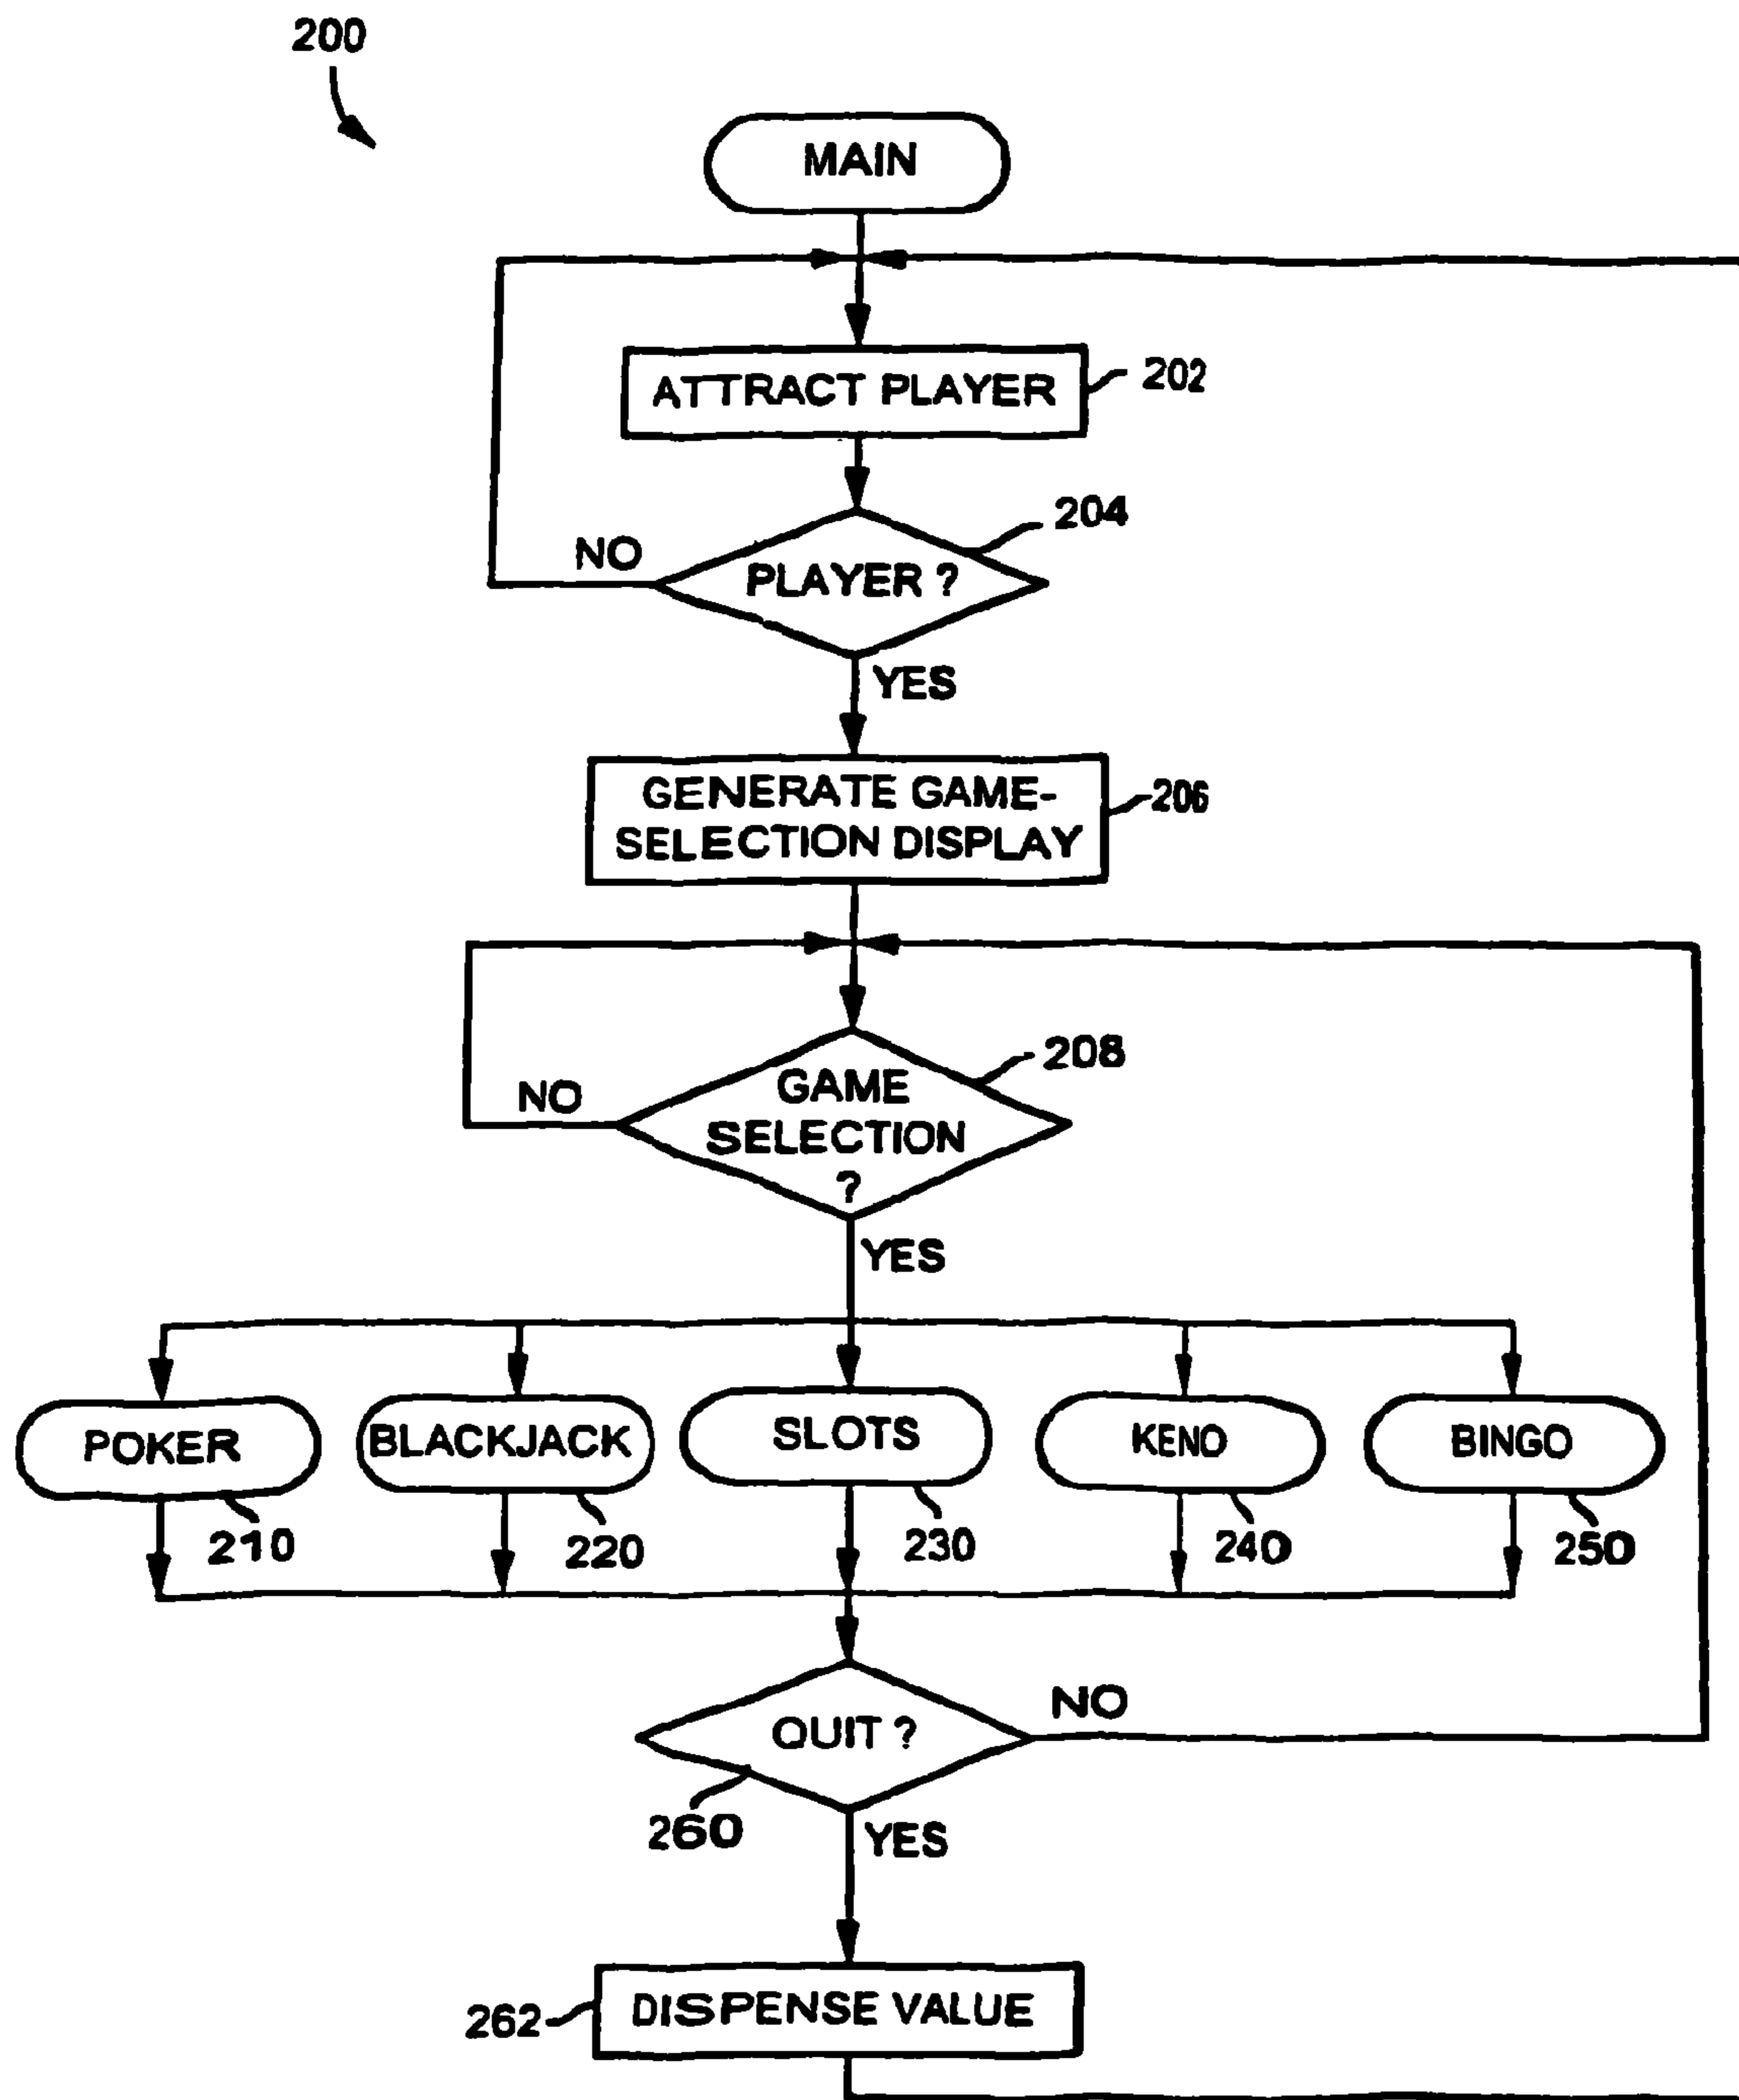 200
MAIN
ATTRACT PLAYER
202
204
NO
PLAYER ?
YES
GENERATE GAME-
SELECTION DISPLAY
206
208
GAME
NO
SELECTION
?
YES
POKER
BLACKJACK
SLOTS
KENO
BINGO
210
220
230
240
250
NO
QUIT ?
260
YES
262
DISPENSE VALUE